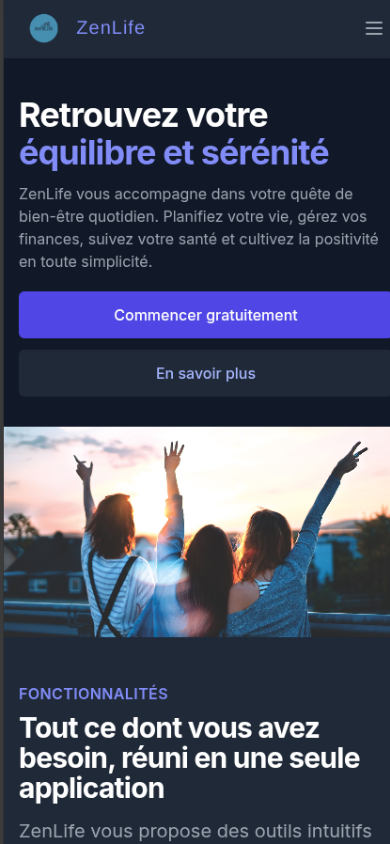 ZenLife
Retrouvez votre
équilibre et sérénité
ZenLife vous accompagne dans votre quête de
bien-être quotidien. Planifiez votre vie, gérez vos
finances, suivez votre santé et cultivez la positivité
en toute simplicité.
Commencer gratuitement
En savoir plus
FONCTIONNALITÉS
Tout ce dont vous avez
besoin, réuni en une seule
application
ZenLife vous propose des outils intuitifs